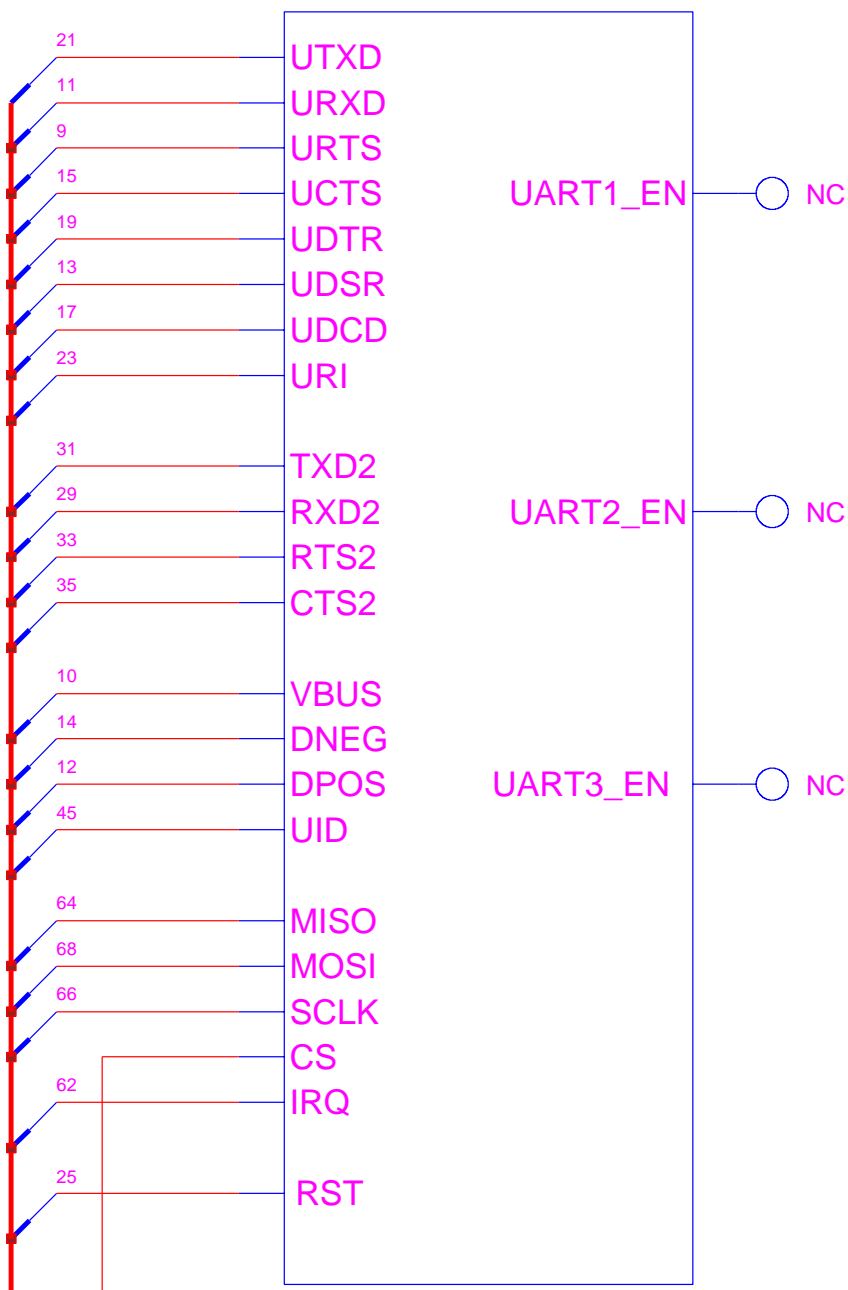 21
UTXD
11
URXD
9
URTS
15
UCTS UART1_EN NC
19
UDTR
13
UDSR
17
UDCD
23
URI
31
TXD2
29
RXD2 UART2_EN NC
33
RTS2
35
CTS2
10
VBUS
14
DNEG
12
DPOS UART3_EN NC
45
UID
64
MISO
68
MOSI
66
SCLK
CS
62
IRQ
25
RST